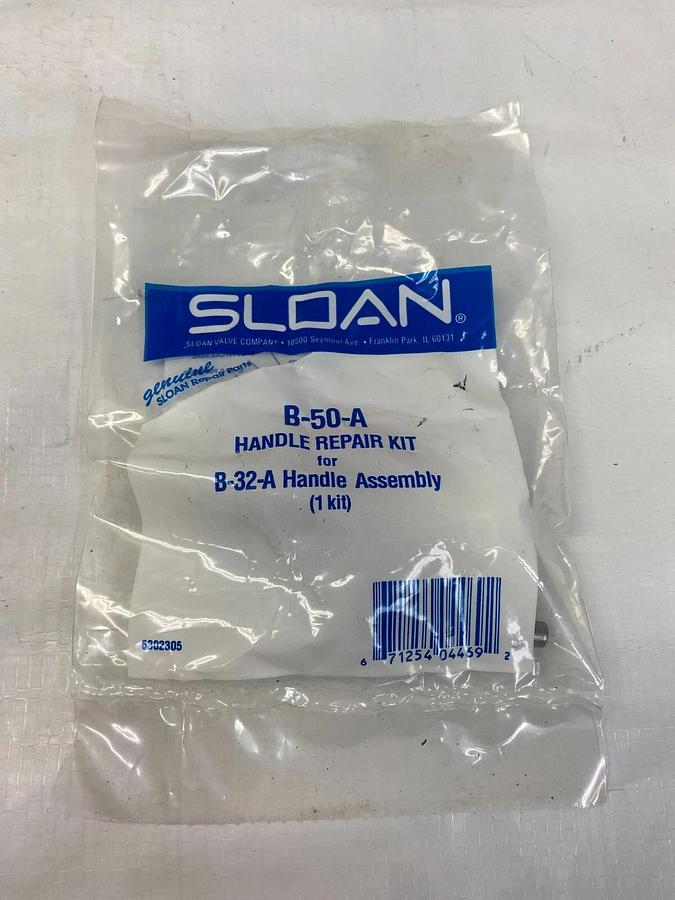 SLOAN®
SLOAN VALVE COMPANY • 10500 Seymour Ave. • Franklin Park, IL 60131
genuine
SLOAN Repair Parts
B-50-A
HANDLE REPAIR KIT
for
B-32-A Handle Assembly
(1 kit)
5302305
6 71254 04469 2